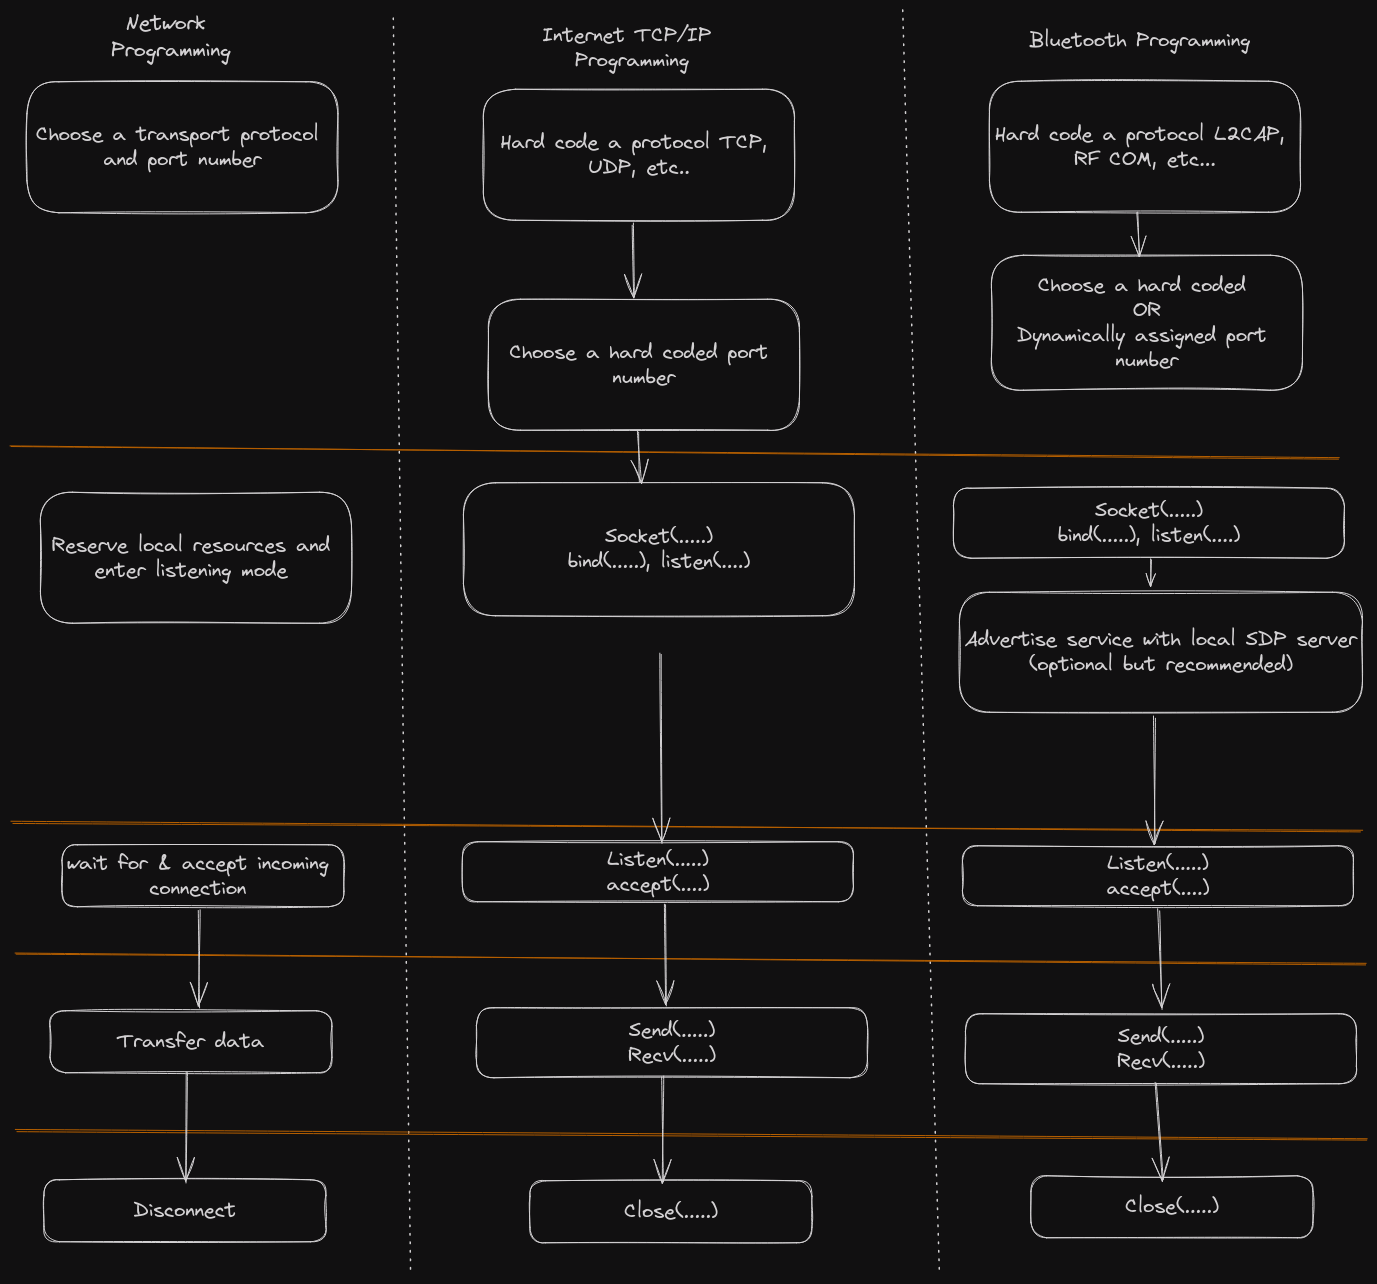 Network
Programming
Internet TCP/IP
Programming
Bluetooth Programming
Choose a transport protocol
and port number
Hard code a protocol TCP,
UDP, etc..
Hard code a protocol L2CAP,
RF COM, etc...
Choose a hard coded port
number
Choose a hard coded
OR
Dynamically assigned port
number
Reserve local resources and
enter listening mode
Socket(.....)
bind(.....), listen(....)
Socket(.....)
bind(.....), listen(....)
Advertise service with local SDP server
(optional but recommended)
wait for & accept incoming
connection
Listen(.....)
accept(....)
Listen(.....)
accept(....)
Transfer data
Send(.....)
Recv(.....)
Send(.....)
Recv(.....)
Disconnect
Close(.....)
Close(.....)